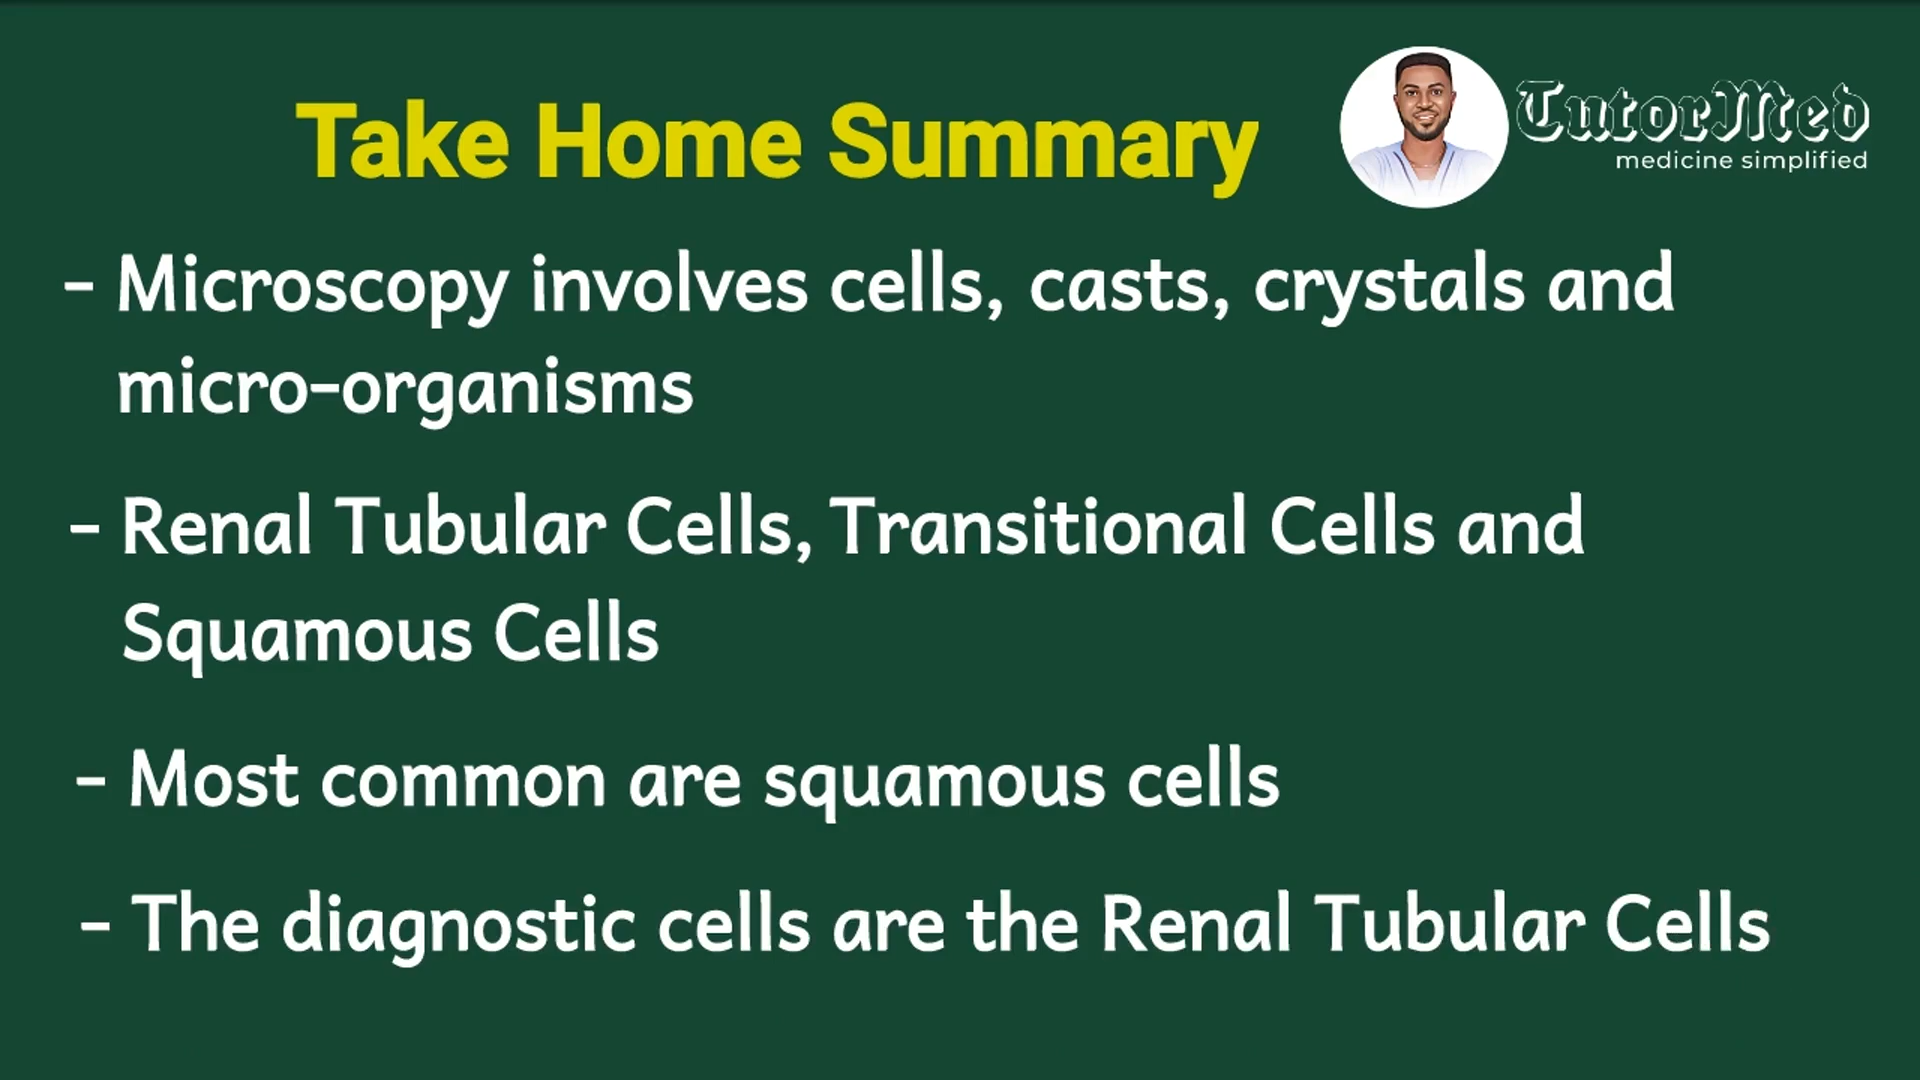 Take Home Summary
TutorMed
medicine simplified
- Microscopy involves cells, casts, crystals and
micro-organisms
- Renal Tubular Cells, Transitional Cells and
Squamous Cells
- Most common are squamous cells
- The diagnostic cells are the Renal Tubular Cells